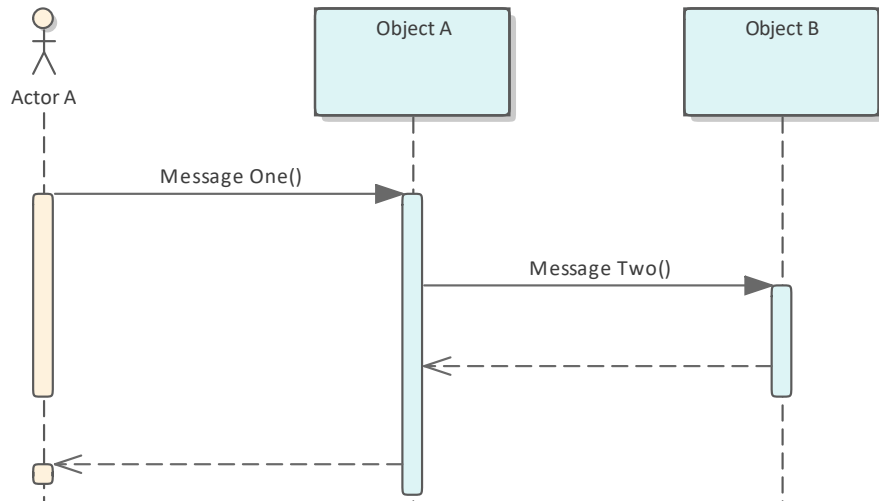 Object A
Object B
Actor A
Message One()
Message Two()